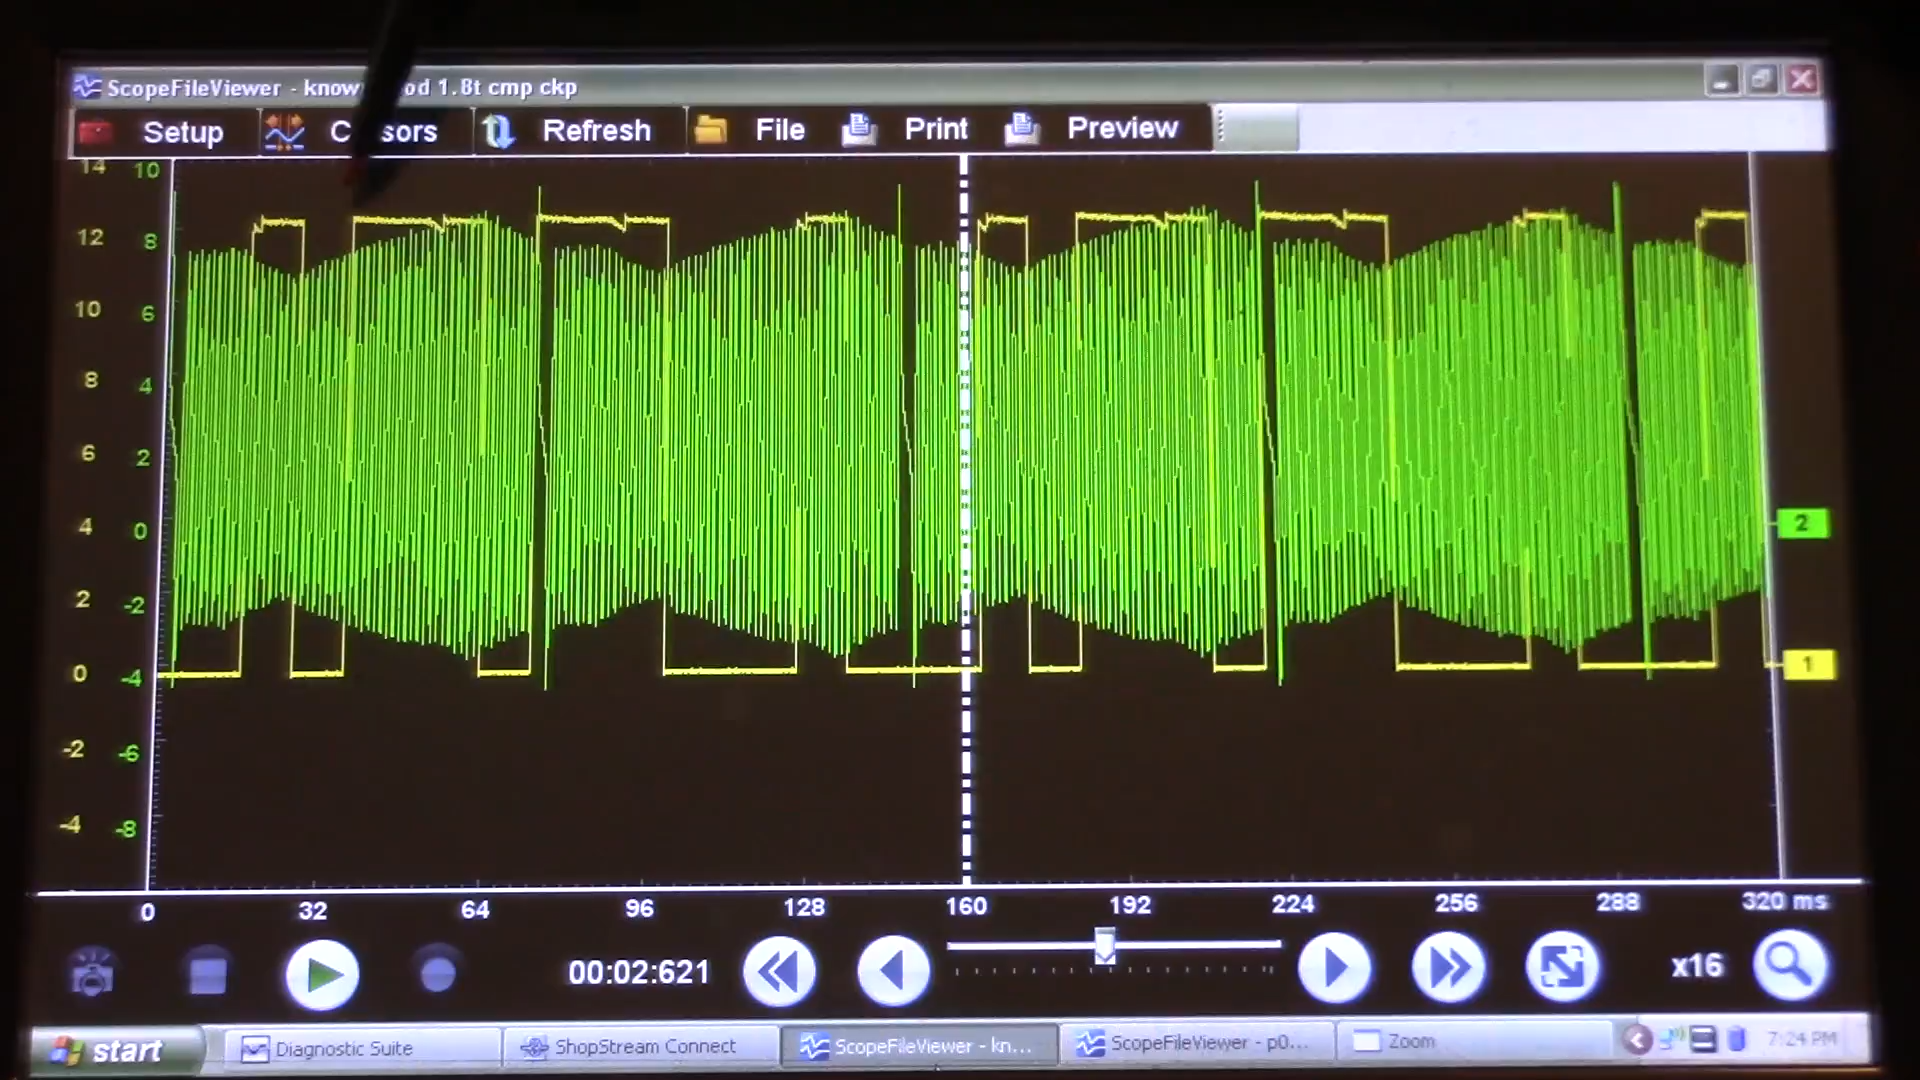 ScopeFileViewer - know od 1.8t cmp ckp
Setup C sors Refresh File Print Preview
14 10
12 8
10 6
8 4
6 2
4 0
2 -2
0 -4
-2 -6
-4 -8
2
1
0 32 64 96 128 160 192 224 256 288 320 ms
00:02:621 x16
start Diagnostic Suite ShopStream Connect ScopeFileViewer - kn... ScopeFileViewer - p0... Zoom 7:24 PM